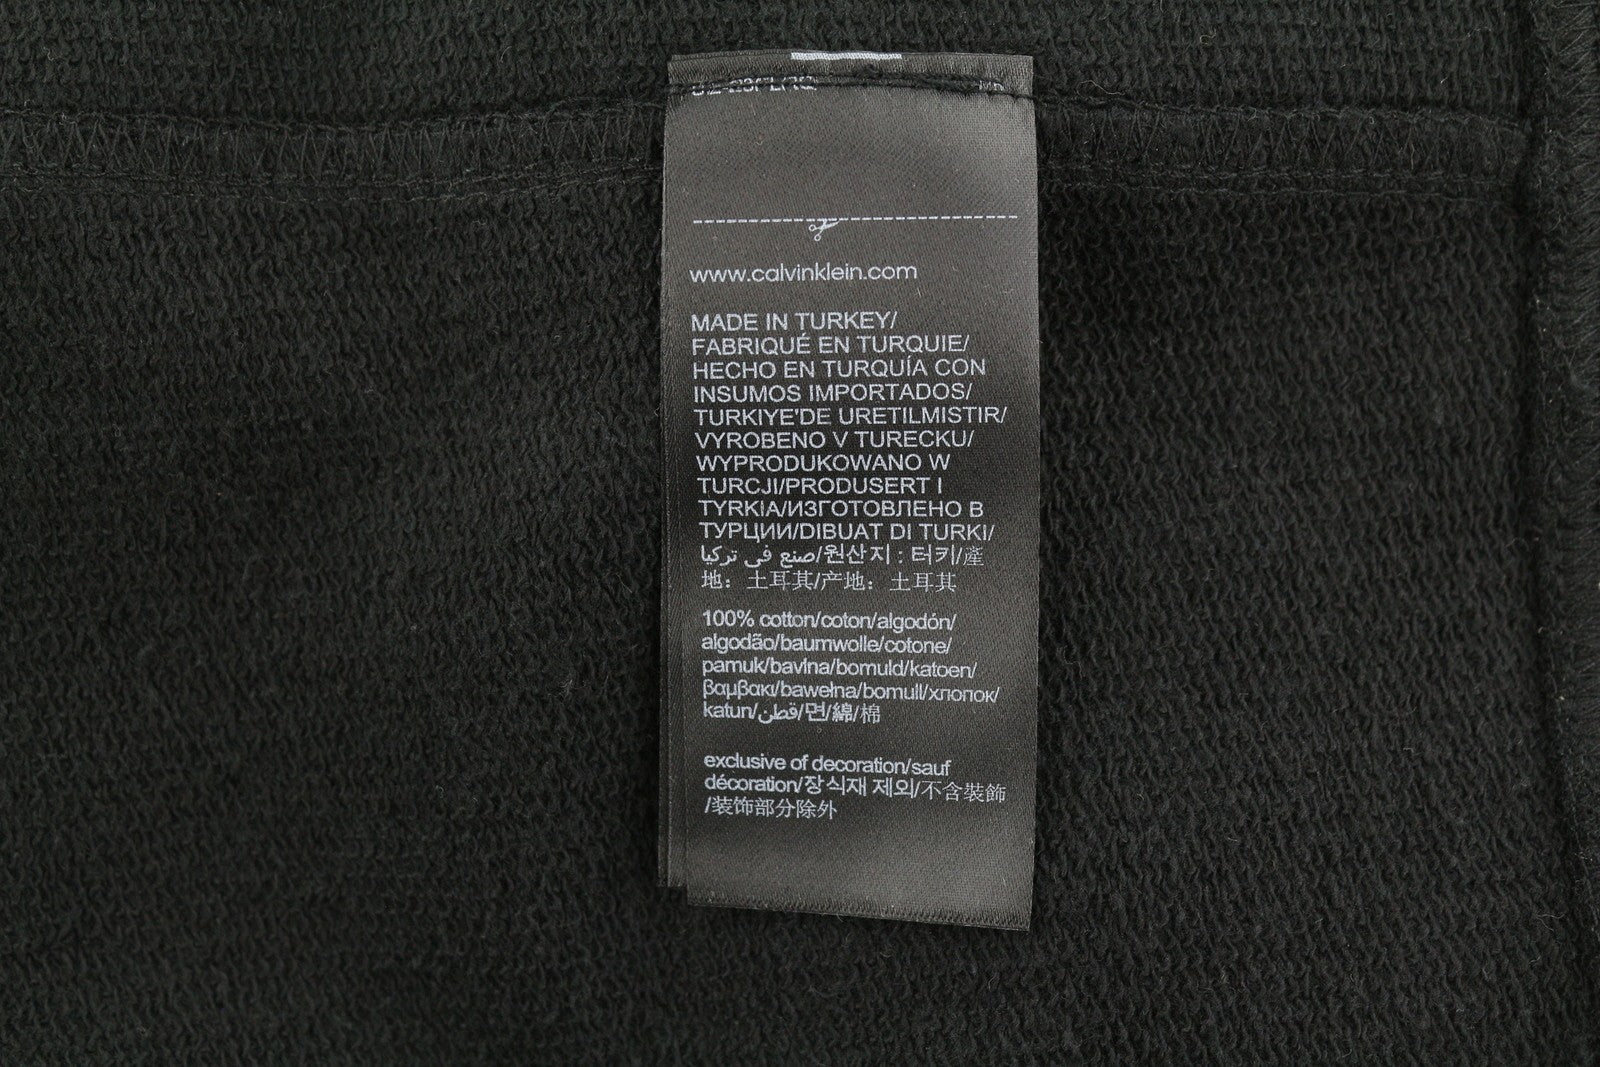 www.calvinklein.com
MADE IN TURKEY/
FABRIQUÉ EN TURQUIE/
HECHO EN TURQUÍA CON
INSUMOS IMPORTADOS/
TURKIYE'DE URETILMISTIR/
VYROBENO V TURECKU/
WYPRODUKOWANO W
TURCJI/PRODUSERT I
TYRKIA/ИЗГОТОВЛЕНО В
ТУРЦИИ/DIBUAT DI TURKI/
صنع في تركيا/원산지 : 터키/產
地：土耳其/产地：土耳其
100% cotton/coton/algodón/
algodão/baumwolle/cotone/
pamuk/bavlna/bomuld/katoen/
βαμβακι/bawełna/bomull/хлопок/
katun/قطن/면/綿/棉
exclusive of decoration/sauf
décoration/장식재 제외/不含裝飾
/装饰部分除外